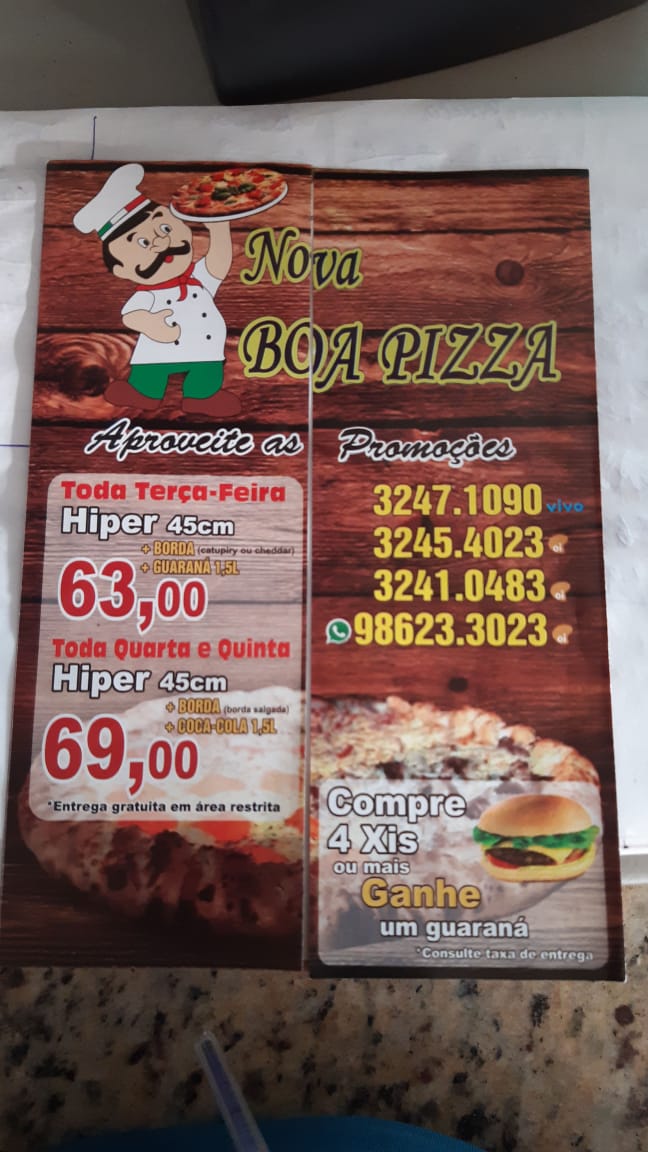 Nova
BOA PIZZA
Aproveite as Promoções
Toda Terça-Feira
Hiper 45cm
+ BORDA (catupiry ou cheddar)
+ GUARANÁ 1,5L
63,00
Toda Quarta e Quinta
Hiper 45cm
+ BORDA (borda salgada)
+ COCA-COLA 1,5L
69,00
*Entrega gratuita em área restrita
3247.1090 vivo
3245.4023 oi
3241.0483 oi
98623.3023 oi
Compre
4 Xis
ou mais
Ganhe
um guaraná
*Consulte taxa de entrega